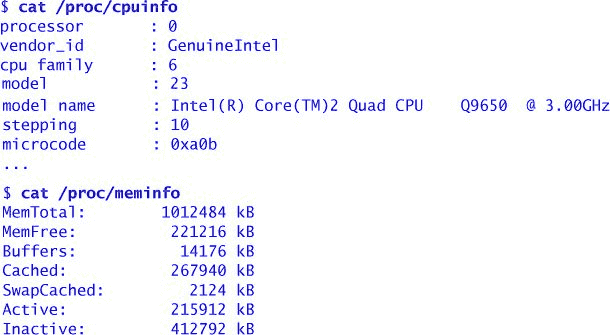 $ cat /proc/cpuinfo
processor : 0
vendor_id : GenuineIntel
cpu family : 6
model : 23
model name : Intel(R) Core(TM)2 Quad CPU Q9650 @ 3.00GHz
stepping : 10
microcode : 0xa0b
...
$ cat /proc/meminfo
MemTotal: 1012484 kB
MemFree: 221216 kB
Buffers: 14176 kB
Cached: 267940 kB
SwapCached: 2124 kB
Active: 215912 kB
Inactive: 412792 kB